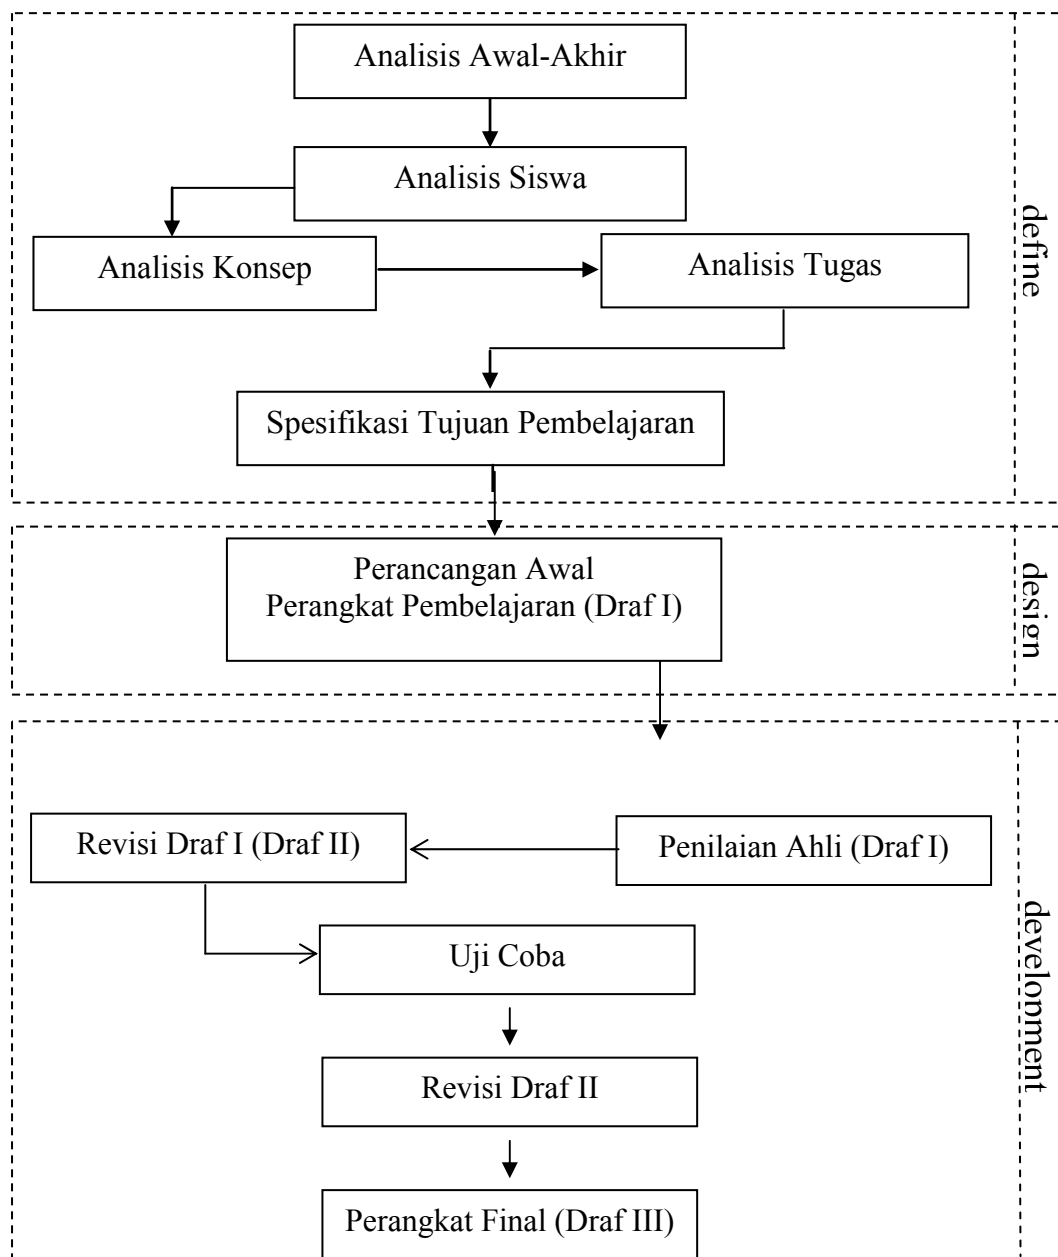 Analisis Awal-Akhir
Analisis Siswa
Analisis Konsep
Analisis Tugas
Spesifikasi Tujuan Pembelajaran
define
Perancangan Awal
Perangkat Pembelajaran (Draf I)
design
Revisi Draf I (Draf II)
Penilaian Ahli (Draf I)
Uji Coba
Revisi Draf II
Perangkat Final (Draf III)
development